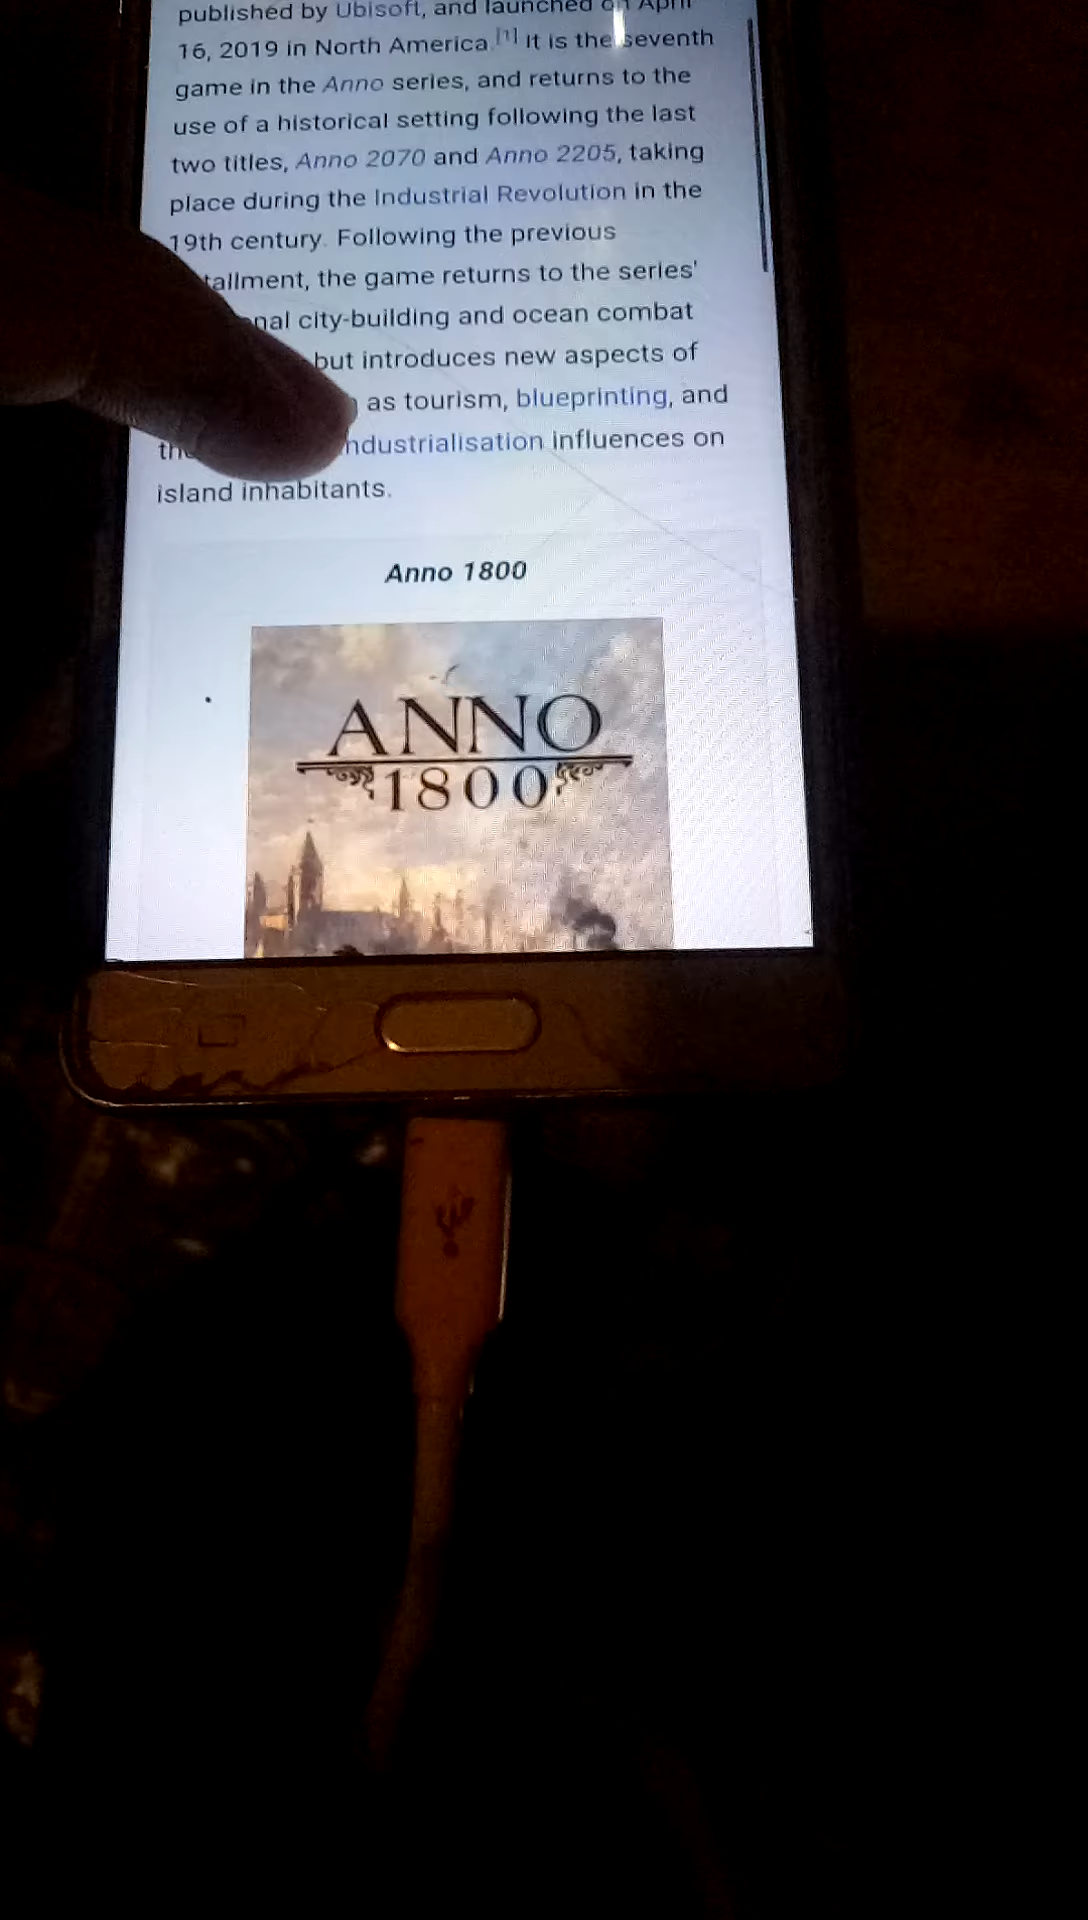 published by Ubisoft, and launched on April
16, 2019 in North America.[1] It is the seventh
game in the Anno series, and returns to the
use of a historical setting following the last
two titles, Anno 2070 and Anno 2205, taking
place during the Industrial Revolution in the
19th century. Following the previous
tallment, the game returns to the series'
nal city-building and ocean combat
but introduces new aspects of
as tourism, blueprinting, and
ndustrialisation influences on
island inhabitants.
Anno 1800
ANNO
1800